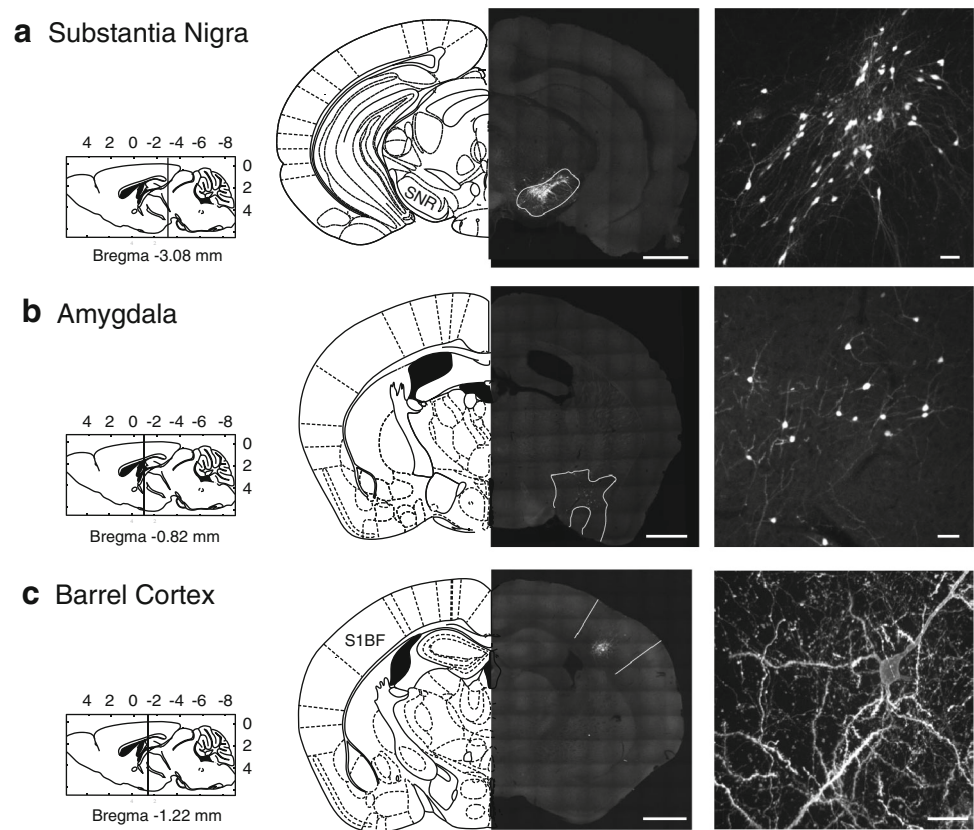 a Substantia Nigra
4 2 0 -2 -4 -6 -8
0
2
4
Bregma -3.08 mm
SNR
b Amygdala
4 2 0 -2 -4 -6 -8
0
2
4
Bregma -0.82 mm
c Barrel Cortex
S1BF
4 2 0 -2 -4 -6 -8
0
2
4
Bregma -1.22 mm